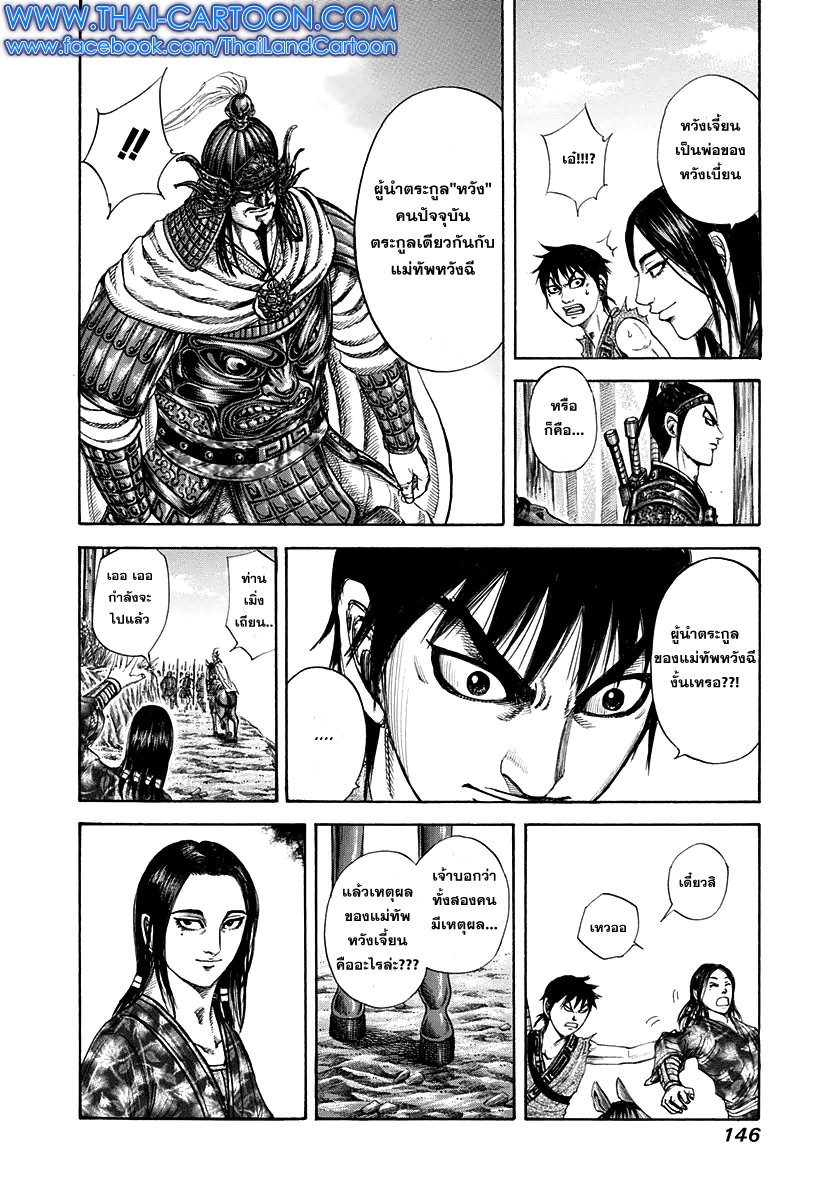 WWW.THAI-CARTOON.COM
www.facebook.com/ThaiLandCartoon
หวังเจี้ยน
เป็นพ่อของ
หวังเบี้ยน
เอ๋!!!?
ผู้นำตระกูล"หวัง"
คนปัจจุบัน
ตระกูลเดียวกันกับ
แม่ทัพหวังฉี
!!
หรือ
ก็คือ...
ผู้นำตระกูล
ของแม่ทัพหวังฉี
งั้นเหรอ??!
....
ท่าน
เมิ่ง
เถียน..
เออ เออ
กำลังจะ
ไปแล้ว
เดี๋ยวสิ
เหวออ
เจ้าบอกว่า
ทั้งสองคน
มีเหตุผล...
แล้วเหตุผล
ของแม่ทัพ
หวังเจี้ยน
คืออะไรล่ะ???
146